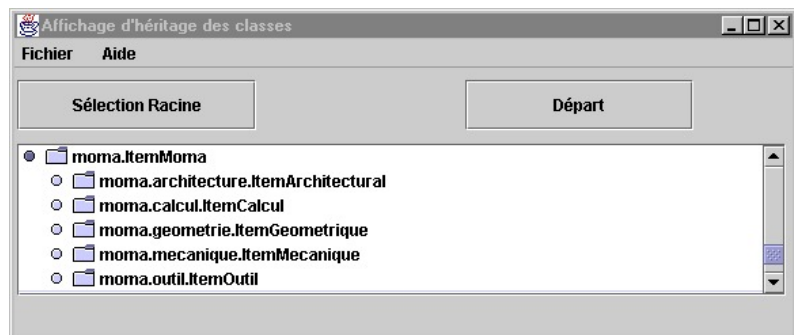 Affichage d'héritage des classes
Fichier Aide
Sélection Racine Départ
moma.ItemMoma
moma.architecture.ItemArchitectural
moma.calcul.ItemCalcul
moma.geometrie.ItemGeometrique
moma.mecanique.ItemMecanique
moma.outil.ItemOutil